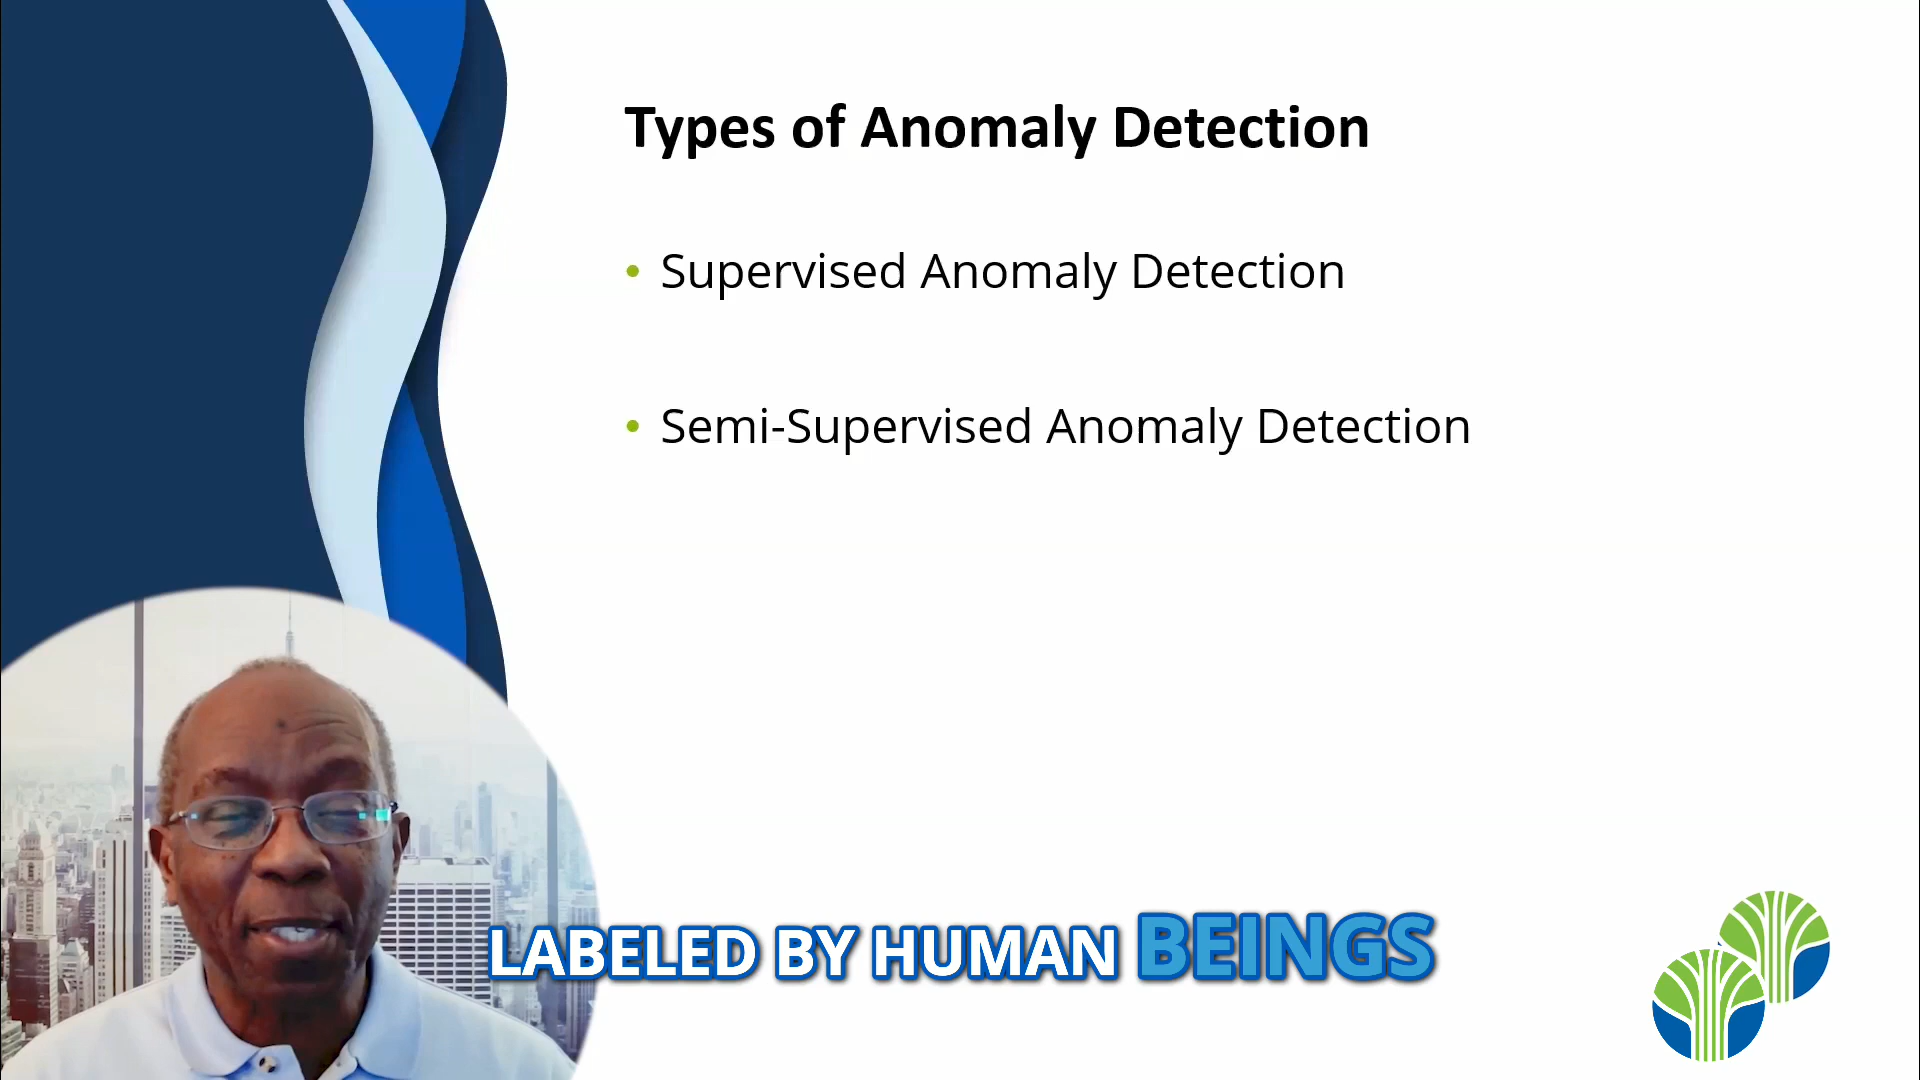 Types of Anomaly Detection
• Supervised Anomaly Detection
• Semi-Supervised Anomaly Detection
LABELED BY HUMAN BEINGS